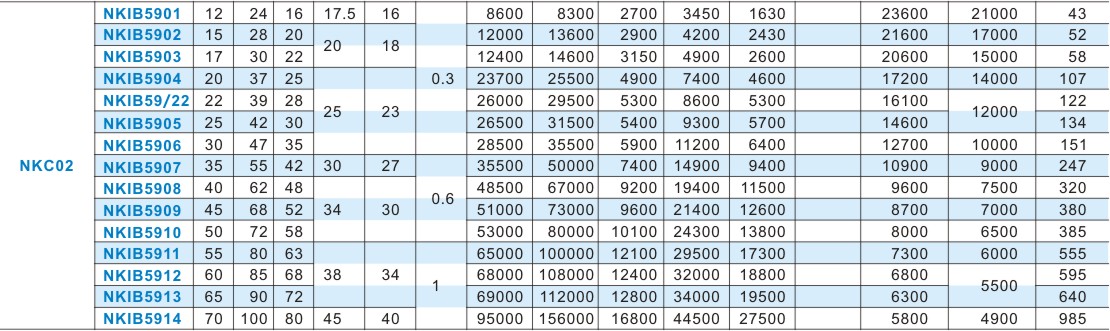 NKIB5901 12 24 16 17.5 16 8600 8300 2700 3450 1630 23600 21000 43
NKIB5902 15 28 20 12000 13600 2900 4200 2430 21600 17000 52
20 18
NKIB5903 17 30 22 12400 14600 3150 4900 2600 20600 15000 58
NKIB5904 20 37 25 0.3 23700 25500 4900 7400 4600 17200 14000 107
NKIB59/22 22 39 28 26000 29500 5300 8600 5300 16100 122
25 23 12000
NKIB5905 25 42 30 26500 31500 5400 9300 5700 14600 134
NKIB5906 30 47 35 28500 35500 5900 11200 6400 12700 10000 151
NKC02 NKIB5907 35 55 42 30 27 35500 50000 7400 14900 9400 10900 9000 247
NKIB5908 40 62 48 48500 67000 9200 19400 11500 9600 7500 320
0.6
NKIB5909 45 68 52 34 30 51000 73000 9600 21400 12600 8700 7000 380
NKIB5910 50 72 58 53000 80000 10100 24300 13800 8000 6500 385
NKIB5911 55 80 63 65000 100000 12100 29500 17300 7300 6000 555
NKIB5912 60 85 68 38 34 68000 108000 12400 32000 18800 6800 595
1 5500
NKIB5913 65 90 72 69000 112000 12800 34000 19500 6300 640
NKIB5914 70 100 80 45 40 95000 156000 16800 44500 27500 5800 4900 985